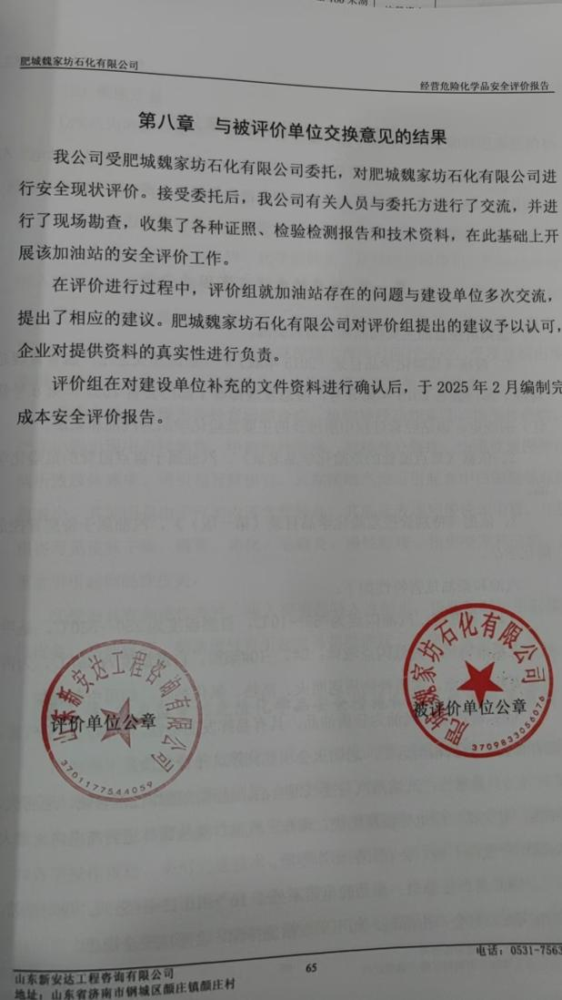 肥城魏家坊石化有限公司
经营危险化学品安全评价报告
第八章 与被评价单位交换意见的结果
我公司受肥城魏家坊石化有限公司委托，对肥城魏家坊石化有限公司进
行安全现状评价。接受委托后，我公司有关人员与委托方进行了交流，并进
行了现场勘查，收集了各种证照、检验检测报告和技术资料，在此基础上开
展该加油站的安全评价工作。
在评价进行过程中，评价组就加油站存在的问题与建设单位多次交流，
提出了相应的建议。肥城魏家坊石化有限公司对评价组提出的建议予以认可，
企业对提供资料的真实性进行负责。
评价组在对建设单位补充的文件资料进行确认后，于 2025 年 2 月编制完
成本安全评价报告。
山东新安达工程咨询有限公司
评价单位公章
3701177544059
肥城魏家坊石化有限公司
被评价单位公章
3709833056076
电话：0531-7563
65
山东新安达工程咨询有限公司
地址：山东省济南市钢城区颜庄镇颜庄村